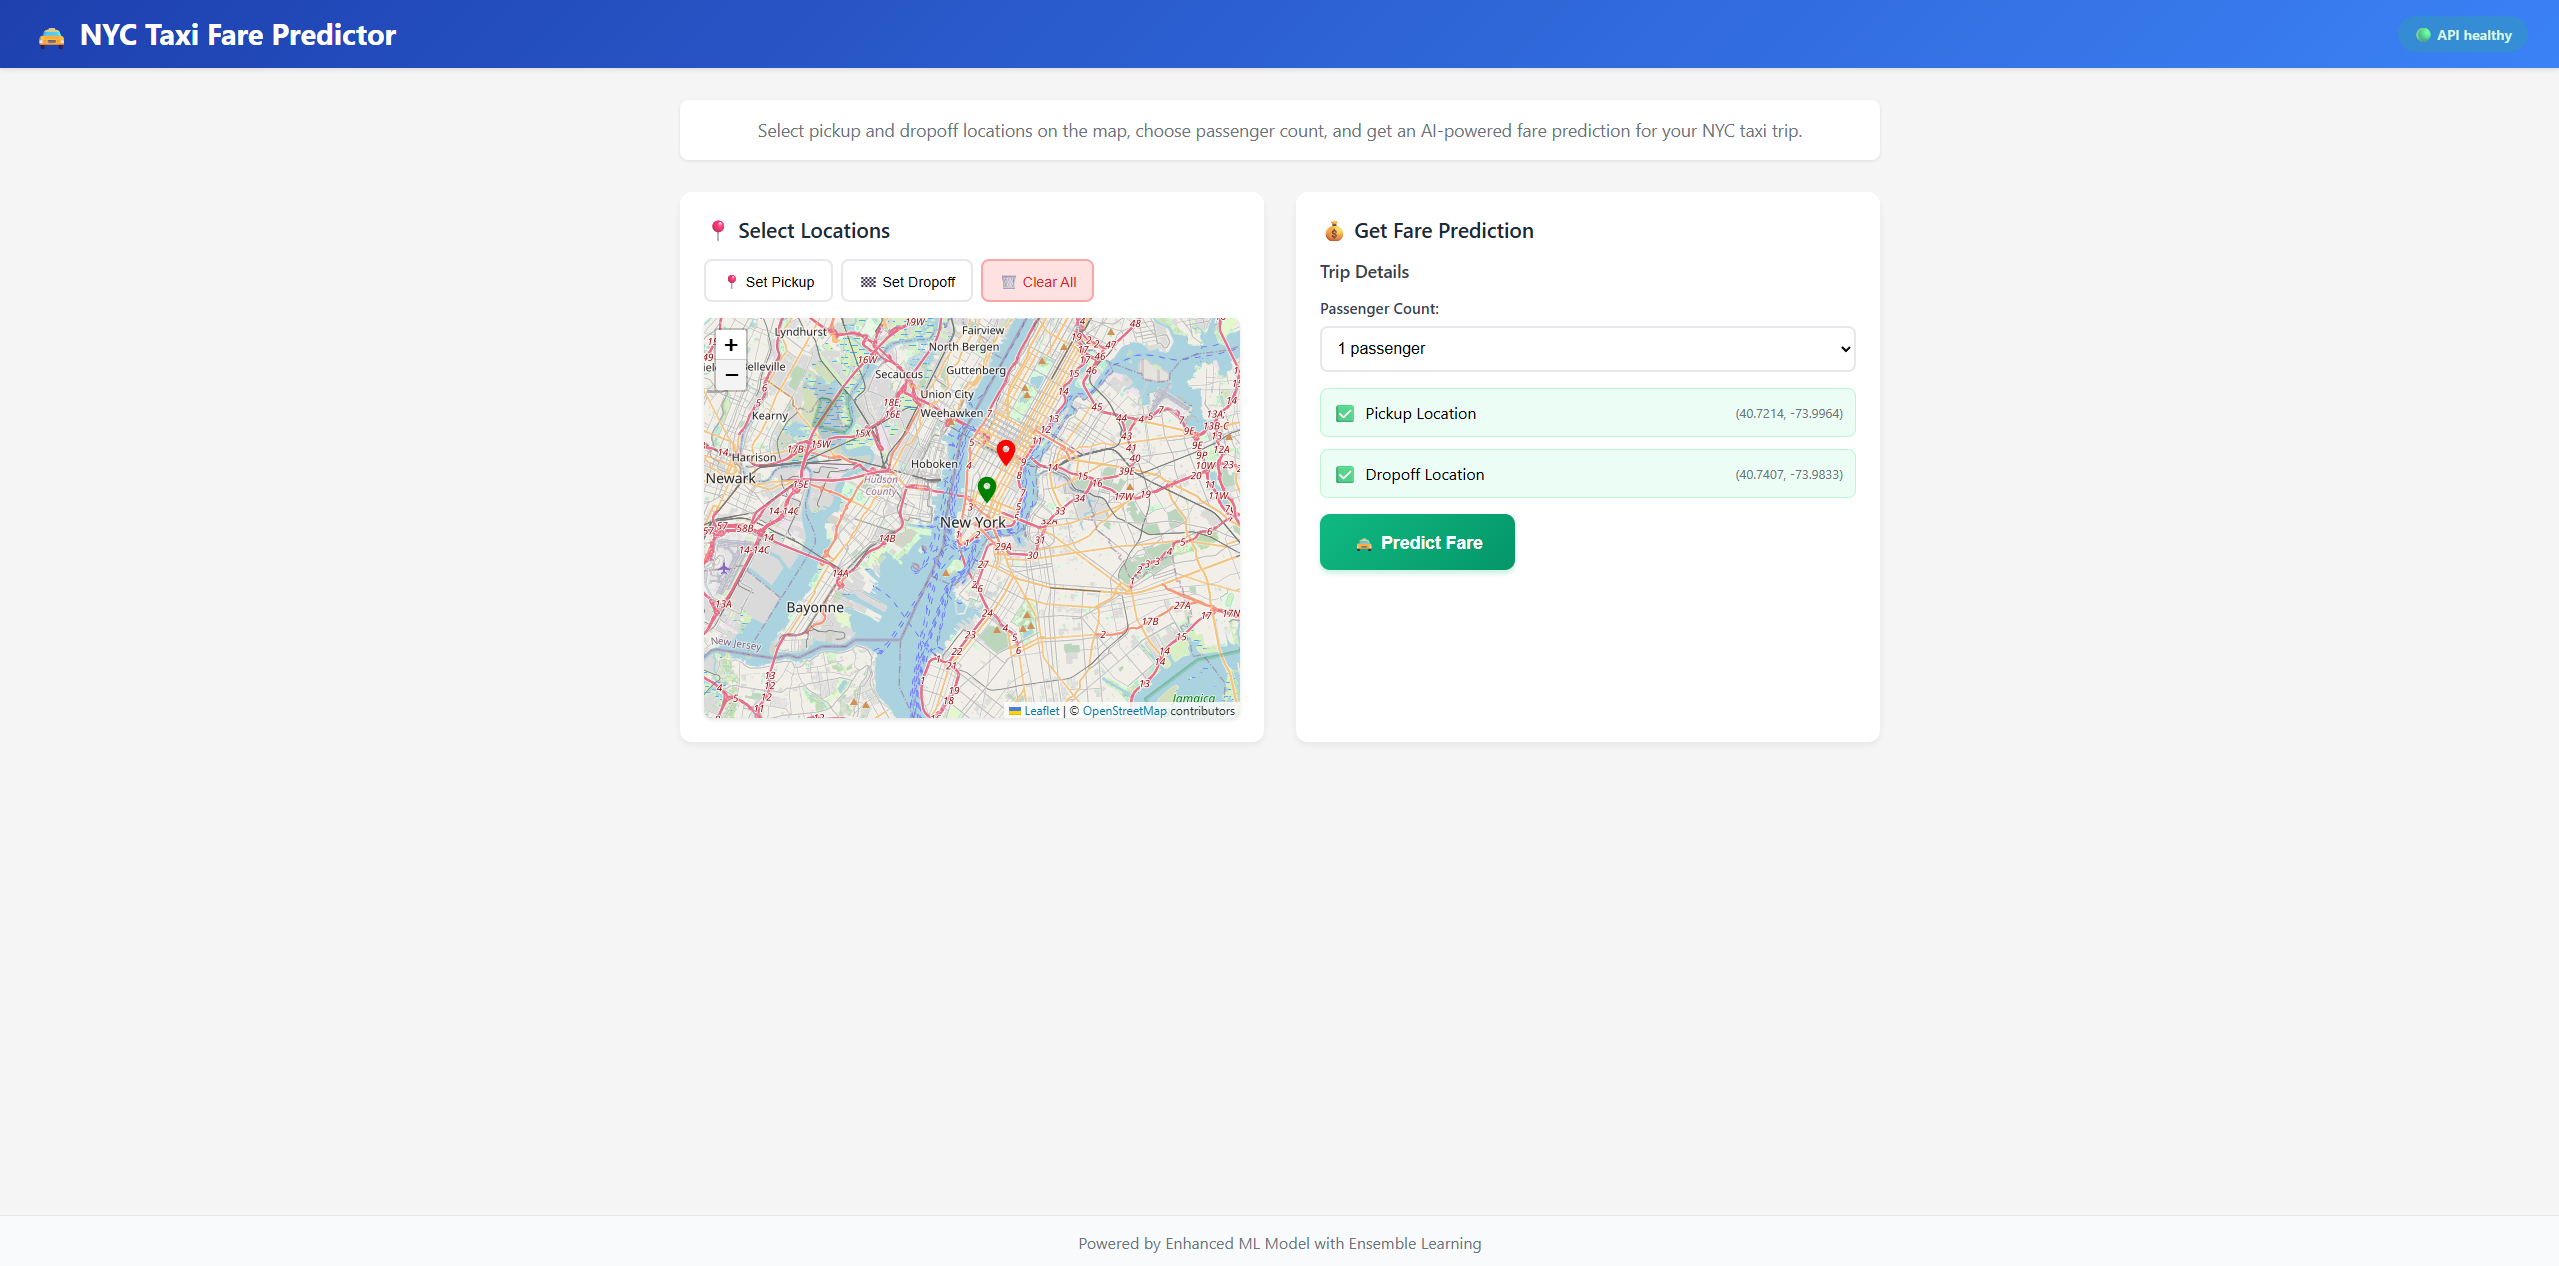 NYC Taxi Fare Predictor
API healthy
Select pickup and dropoff locations on the map, choose passenger count, and get an AI-powered fare prediction for your NYC taxi trip.
Select Locations
Set Pickup
Set Dropoff
Clear All
+
−
Lyndhurst
Fairview
North Bergen
Belleville
Secaucus
Guttenberg
Union City
Weehawken
Kearny
Harrison
Hoboken
Newark
Hudson
County
New York
Bayonne
New Jersey
Jamaica
Leaflet | © OpenStreetMap contributors
Get Fare Prediction
Trip Details
Passenger Count:
1 passenger
Pickup Location
(40.7214, -73.9964)
Dropoff Location
(40.7407, -73.9833)
Predict Fare
Powered by Enhanced ML Model with Ensemble Learning